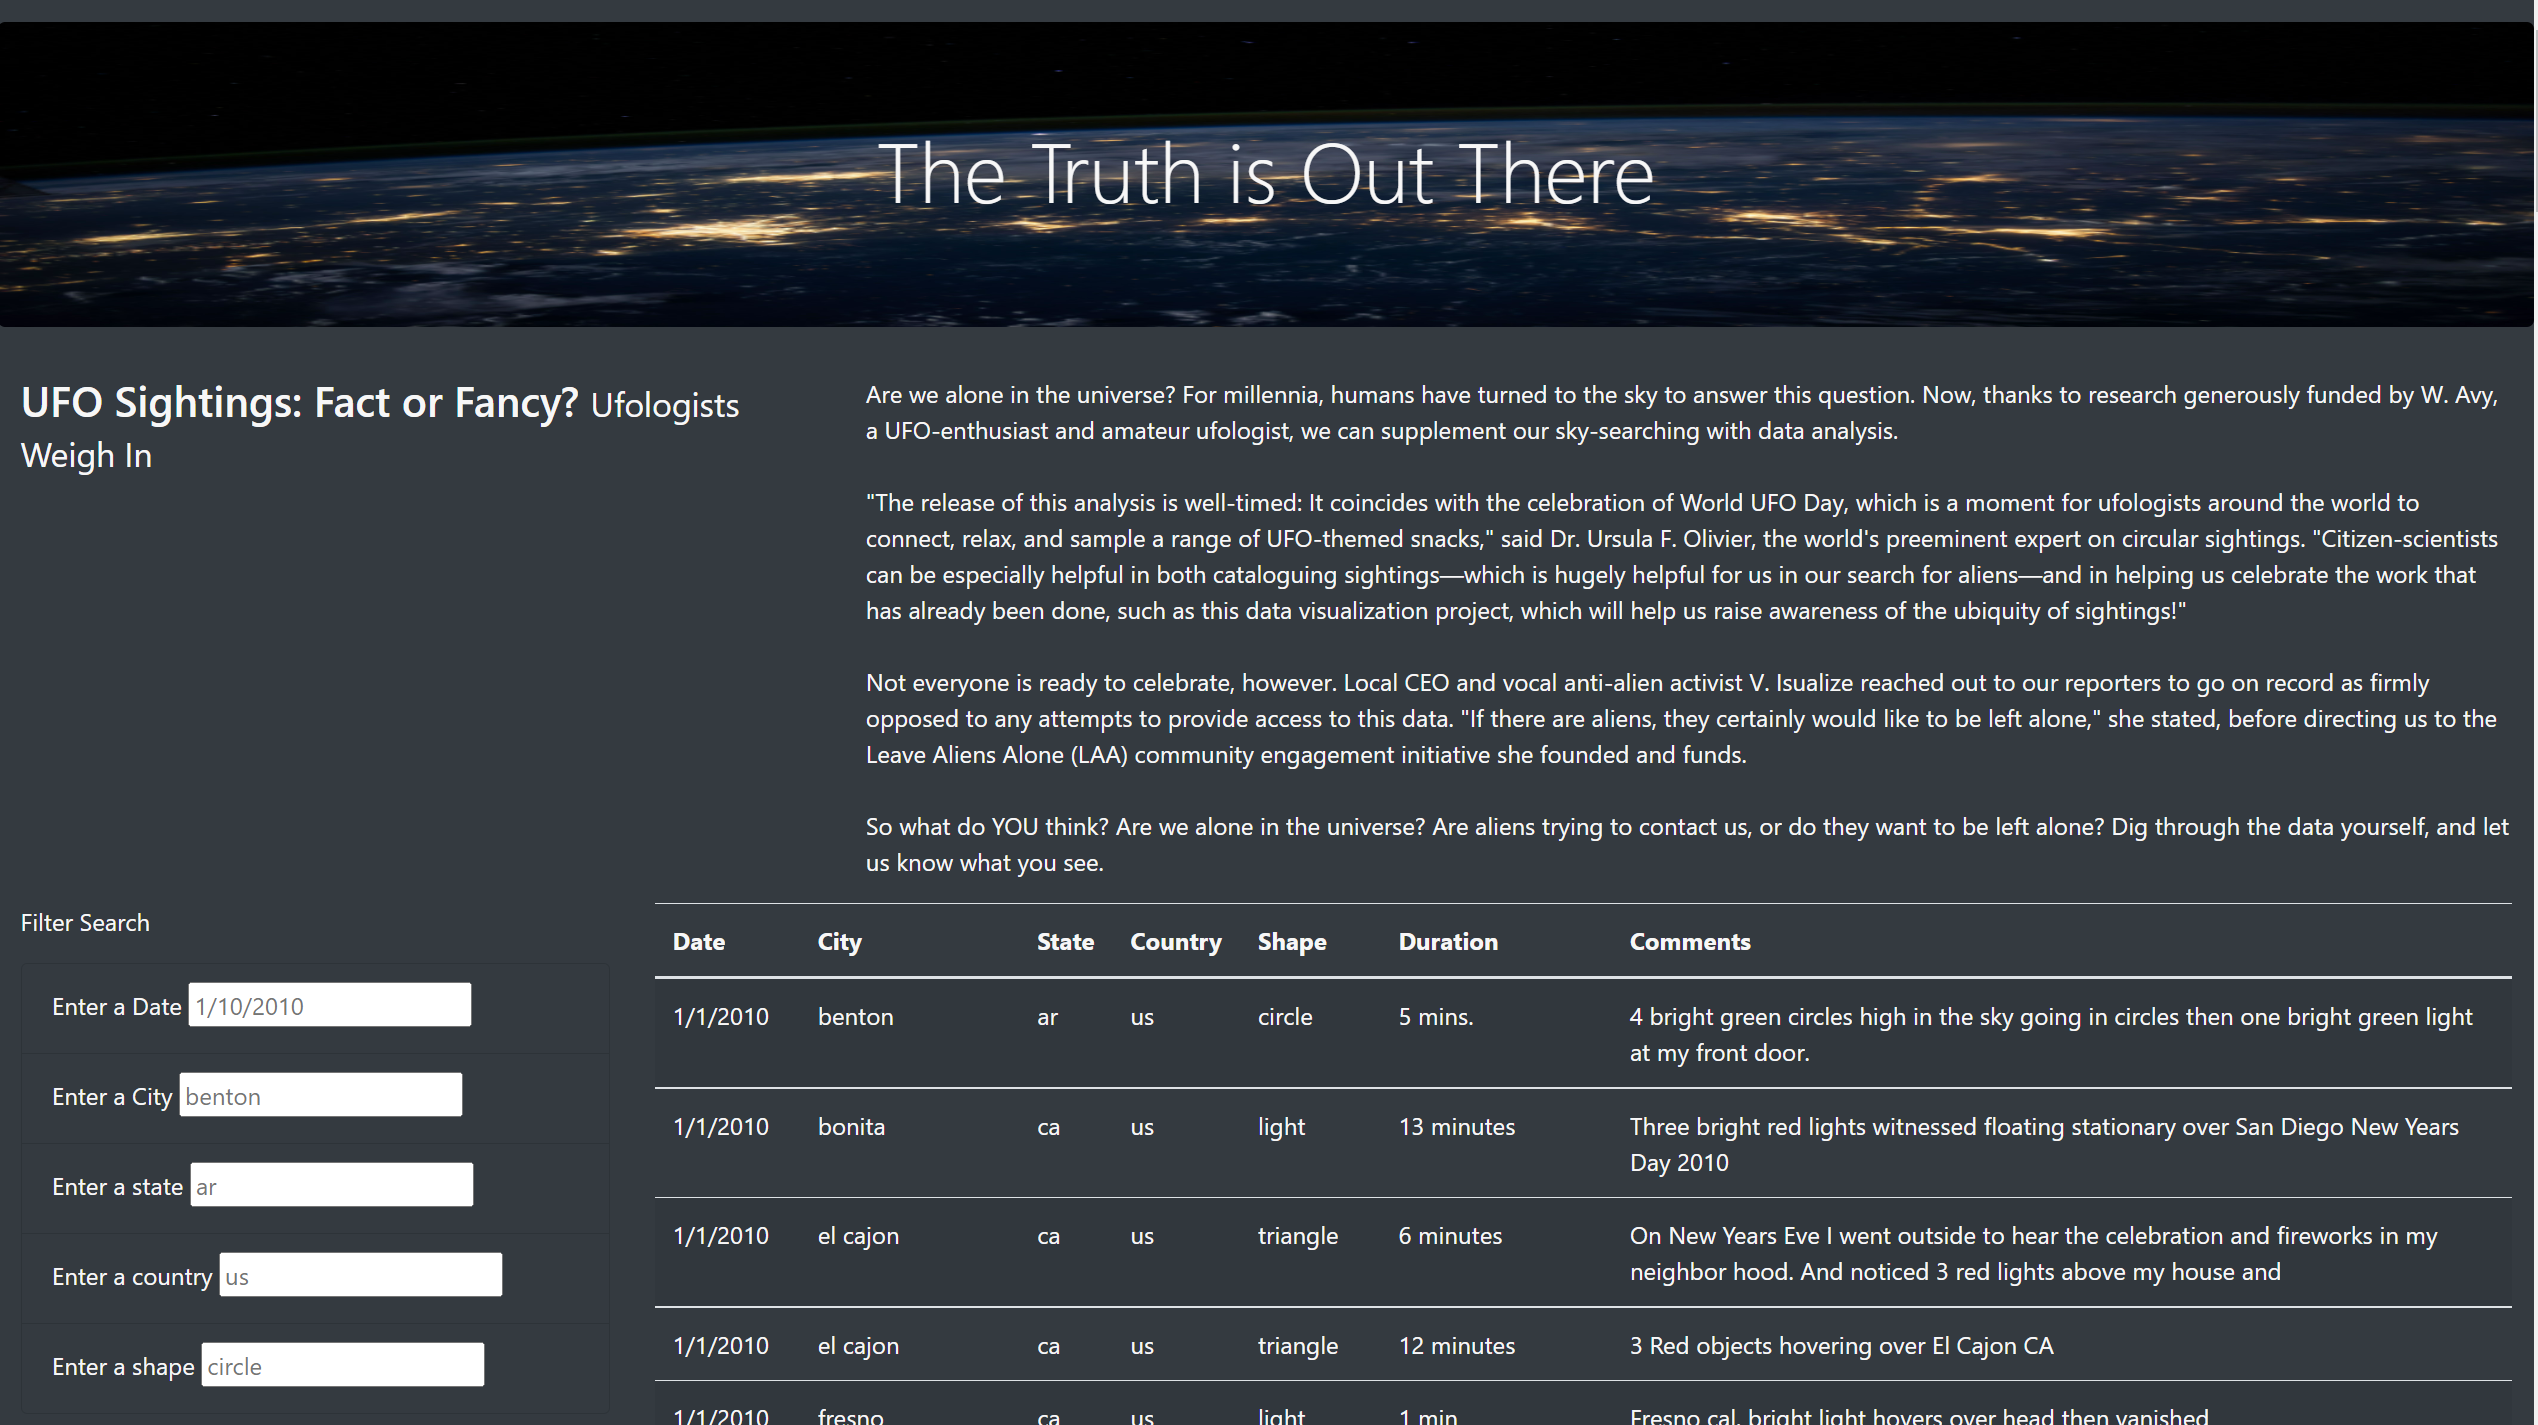 The Truth is Out There
UFO Sightings: Fact or Fancy? Ufologists
Weigh In
Are we alone in the universe? For millennia, humans have turned to the sky to answer this question. Now, thanks to research generously funded by W. Avy,
a UFO-enthusiast and amateur ufologist, we can supplement our sky-searching with data analysis.
"The release of this analysis is well-timed: It coincides with the celebration of World UFO Day, which is a moment for ufologists around the world to
connect, relax, and sample a range of UFO-themed snacks," said Dr. Ursula F. Olivier, the world's preeminent expert on circular sightings. "Citizen-scientists
can be especially helpful in both cataloguing sightings—which is hugely helpful for us in our search for aliens—and in helping us celebrate the work that
has already been done, such as this data visualization project, which will help us raise awareness of the ubiquity of sightings!"
Not everyone is ready to celebrate, however. Local CEO and vocal anti-alien activist V. Isualize reached out to our reporters to go on record as firmly
opposed to any attempts to provide access to this data. "If there are aliens, they certainly would like to be left alone," she stated, before directing us to the
Leave Aliens Alone (LAA) community engagement initiative she founded and funds.
So what do YOU think? Are we alone in the universe? Are aliens trying to contact us, or do they want to be left alone? Dig through the data yourself, and let
us know what you see.
Filter Search
Enter a Date 1/10/2010
Enter a City benton
Enter a state ar
Enter a country us
Enter a shape circle
Date City State Country Shape Duration Comments
1/1/2010 benton ar us circle 5 mins. 4 bright green circles high in the sky going in circles then one bright green light
at my front door.
1/1/2010 bonita ca us light 13 minutes Three bright red lights witnessed floating stationary over San Diego New Years
Day 2010
1/1/2010 el cajon ca us triangle 6 minutes On New Years Eve I went outside to hear the celebration and fireworks in my
neighbor hood. And noticed 3 red lights above my house and
1/1/2010 el cajon ca us triangle 12 minutes 3 Red objects hovering over El Cajon CA
1/1/2010 fresno ca us light 1 min Fresno cal. bright light hovers over head then vanished